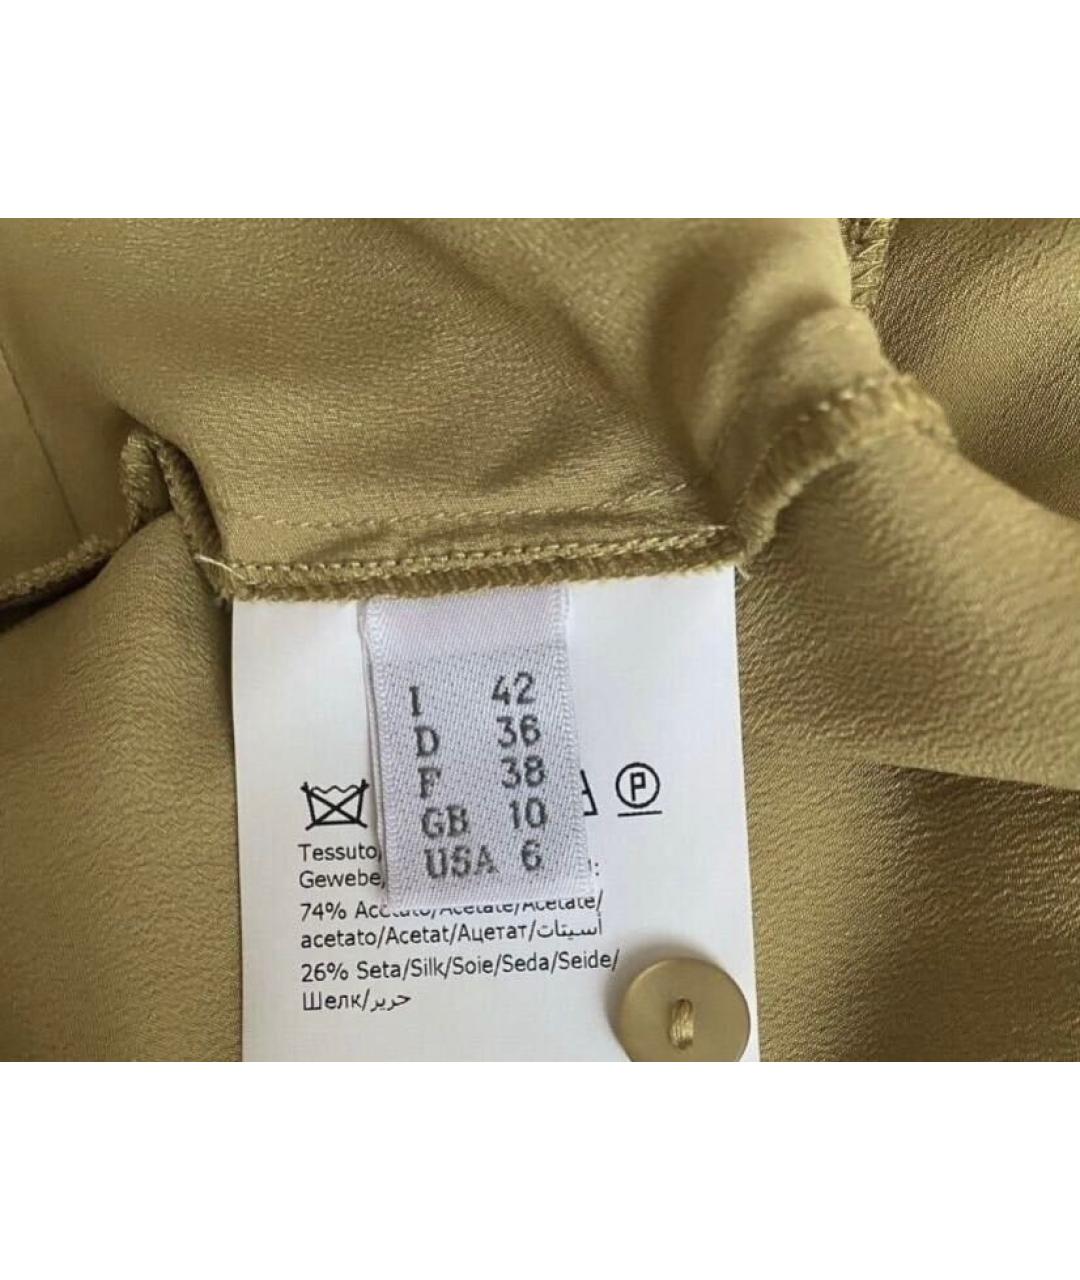 I 42
D 36
F 38
GB 10
USA 6
P
Tessuto,
Gewebe,
74% Acetato/Acetate/Acetate/
acetato/Acetat/Ацетат/أسيتات
26% Seta/Silk/Soie/Seda/Seide/
Шелк/حرير